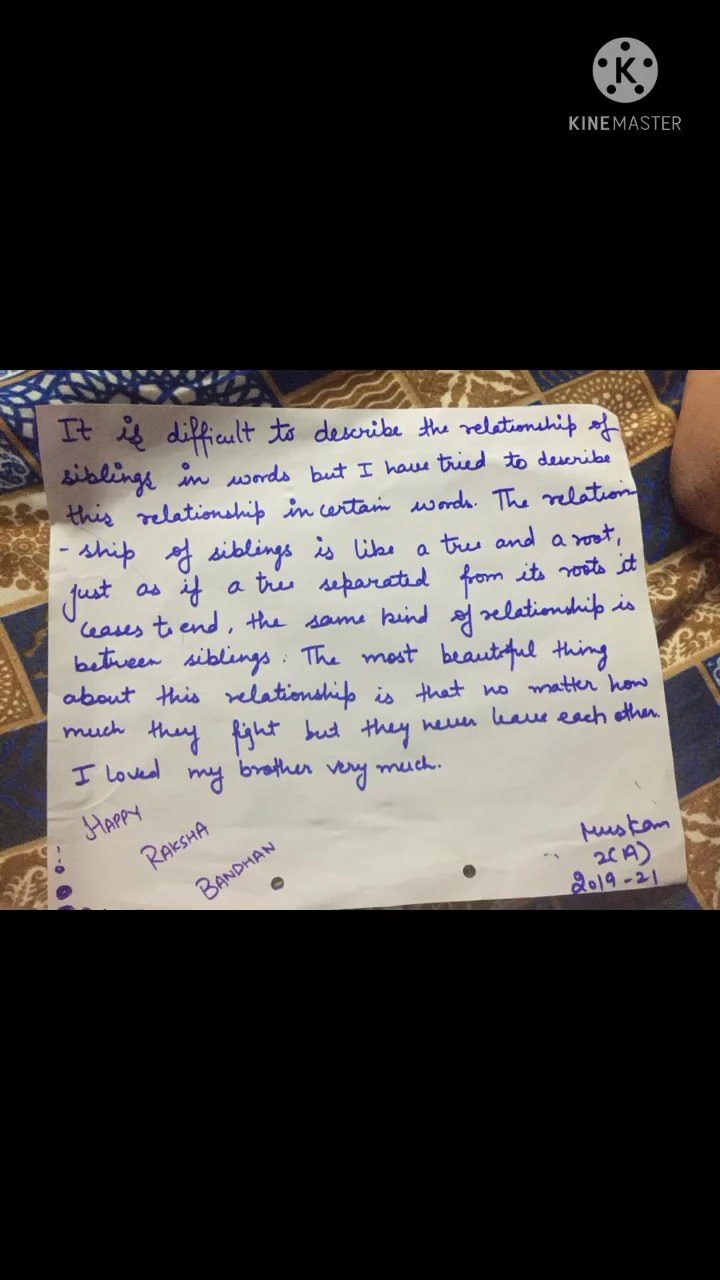 KINEMASTER
It is difficult to describe the relationship of
siblings in words but I have tried to describe
this relationship in certain words. The relation
- ship of siblings is like a tree and a root,
just as if a tree separated from its roots it
ceases to end, the same kind of relationship is
between siblings. The most beautiful thing
about this relationship is that no matter how
much they fight but they never leave each other.
I loved my brother very much.
HAPPY
RAKSHA
BANDHAN
Muskan
2(A)
2019-21